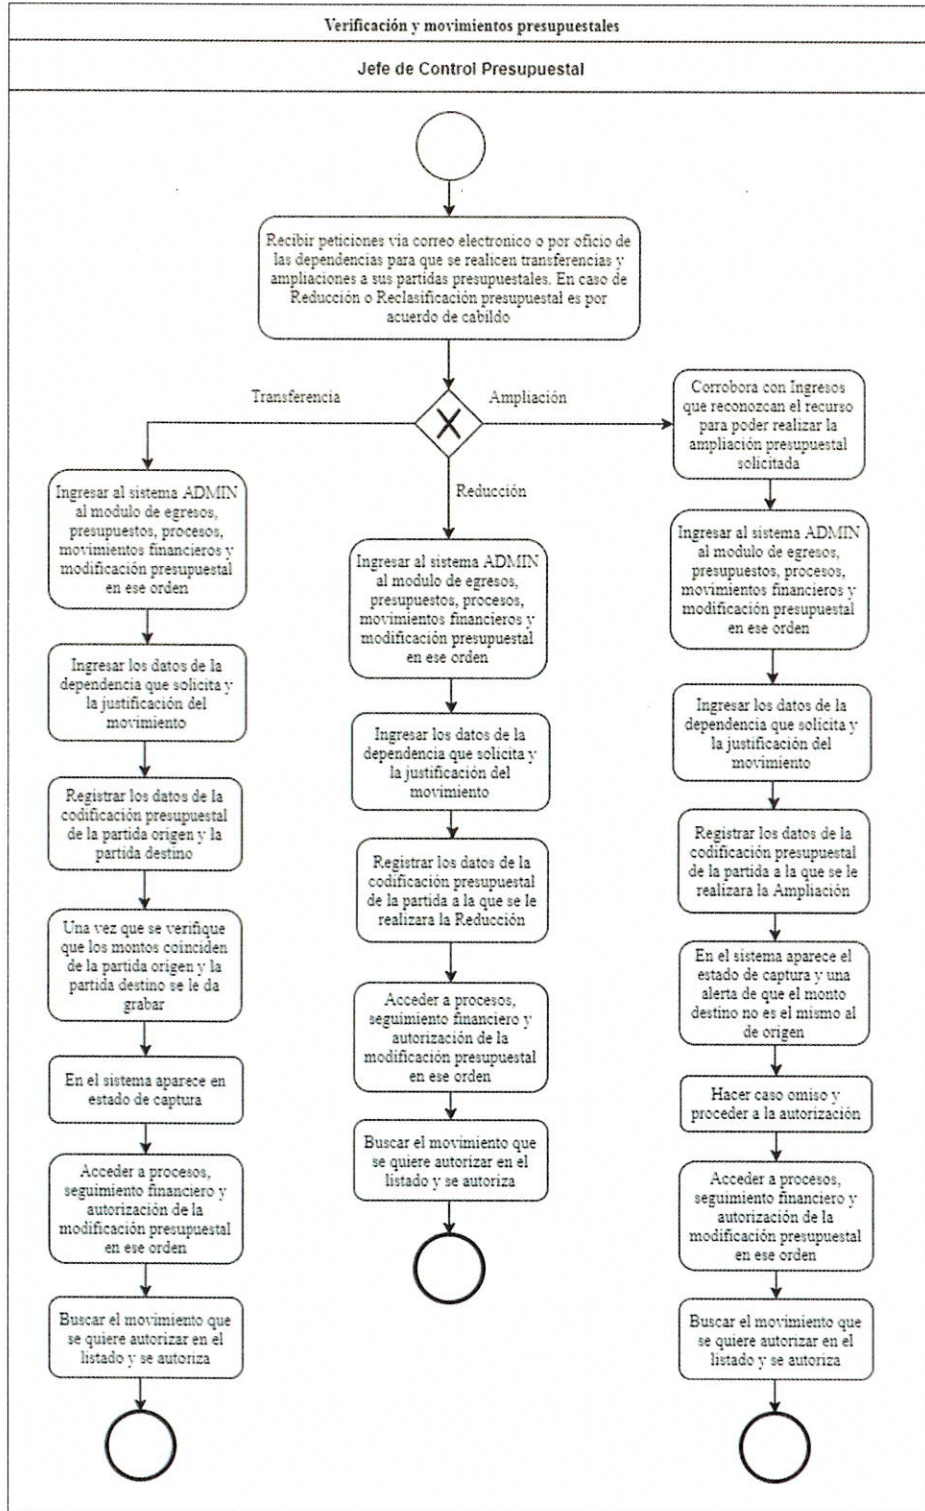 Verificación y movimientos presupuestales
Jefe de Control Presupuestal
Recibir peticiones via correo electronico o por oficio de
las dependencias para que se realicen transferencias y
ampliaciones a sus partidas presupuestales. En caso de
Reducción o Reclasificación presupuestal es por
acuerdo de cabildo
Transferencia
Ampliación
Reducción
Ingresar al sistema ADMIN
al modulo de egresos,
presupuestos, procesos,
movimientos financieros y
modificación presupuestal
en ese orden
Ingresar los datos de la
dependencia que solicita y
la justificación del
movimiento
Registrar los datos de la
codificación presupuestal
de la partida origen y la
partida destino
Una vez que se verifique
que los montos coinciden
de la partida origen y la
partida destino se le da
grabar
En el sistema aparece en
estado de captura
Acceder a procesos,
seguimiento financiero y
autorización de la
modificación presupuestal
en ese orden
Buscar el movimiento que
se quiere autorizar en el
listado y se autoriza
Ingresar al sistema ADMIN
al modulo de egresos,
presupuestos, procesos,
movimientos financieros y
modificación presupuestal
en ese orden
Ingresar los datos de la
dependencia que solicita y
la justificación del
movimiento
Registrar los datos de la
codificación presupuestal
de la partida a la que se le
realizara la Reducción
Acceder a procesos,
seguimiento financiero y
autorización de la
modificación presupuestal
en ese orden
Buscar el movimiento que
se quiere autorizar en el
listado y se autoriza
Corrobora con Ingresos
que reconozcan el recurso
para poder realizar la
ampliación presupuestal
solicitada
Ingresar al sistema ADMIN
al modulo de egresos,
presupuestos, procesos,
movimientos financieros y
modificación presupuestal
en ese orden
Ingresar los datos de la
dependencia que solicita y
la justificación del
movimiento
Registrar los datos de la
codificación presupuestal
de la partida a la que se le
realizara la Ampliación
En el sistema aparece el
estado de captura y una
alerta de que el monto
destino no es el mismo al
de origen
Hacer caso omiso y
proceder a la autorización
Acceder a procesos,
seguimiento financiero y
autorización de la
modificación presupuestal
en ese orden
Buscar el movimiento que
se quiere autorizar en el
listado y se autoriza